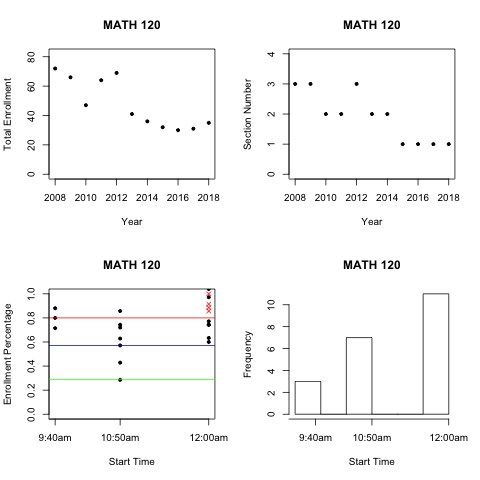 MATH 120
Total Enrollment
0 20 40 60 80
2008 2010 2012 2014 2016 2018
Year
MATH 120
Section Number
0 1 2 3 4
2008 2010 2012 2014 2016 2018
Year
MATH 120
Enrollment Percentage
0.0 0.2 0.4 0.6 0.8 1.0
9:40am 10:50am 12:00am
Start Time
MATH 120
Frequency
0 2 4 6 8 10
9:40am 10:50am 12:00am
Start Time